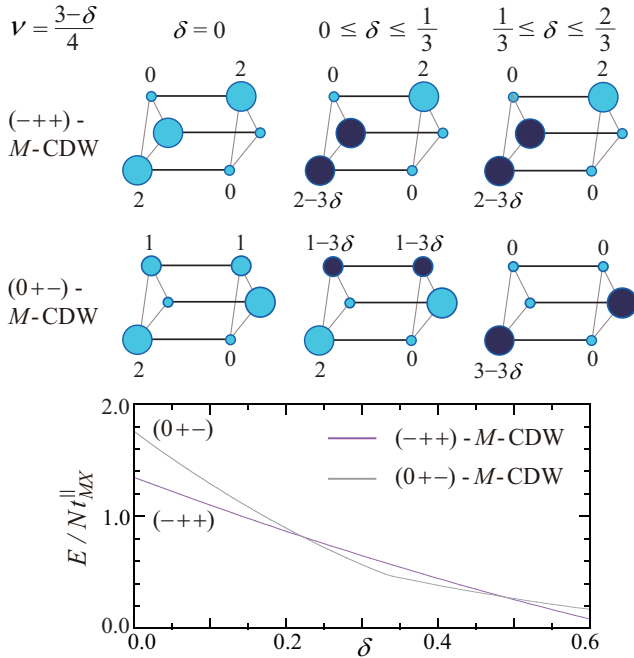 ν = 3−δ/4
δ = 0
0 ≤ δ ≤ 1/3
1/3 ≤ δ ≤ 2/3
(−++) -
M - CDW
0
2
2
0
0
2
2−3δ
0
0
2
2−3δ
0
(0+−) -
M - CDW
1
1
2
0
1−3δ
1−3δ
2
0
0
0
3−3δ
0
2.0
1.0
0
E / N t^{||}_{MX}
(0+−)
(−++)
(−++) - M - CDW
(0+−) - M - CDW
0.0
0.2
0.4
0.6
δ